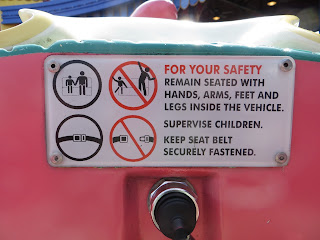 FOR YOUR SAFETY
REMAIN SEATED WITH
HANDS, ARMS, FEET AND
LEGS INSIDE THE VEHICLE.
SUPERVISE CHILDREN.
KEEP SEAT BELT
SECURELY FASTENED.